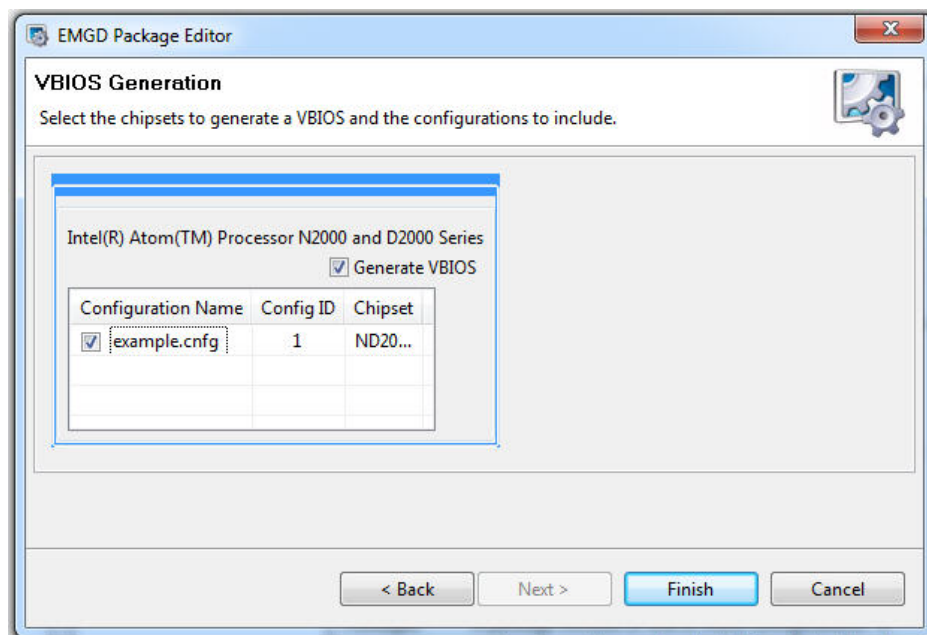 EMGD Package Editor
VBIOS Generation
Select the chipsets to generate a VBIOS and the configurations to include.
Intel(R) Atom(TM) Processor N2000 and D2000 Series
Generate VBIOS
Configuration Name Config ID Chipset
example.cnfg 1 ND20...
< Back Next > Finish Cancel